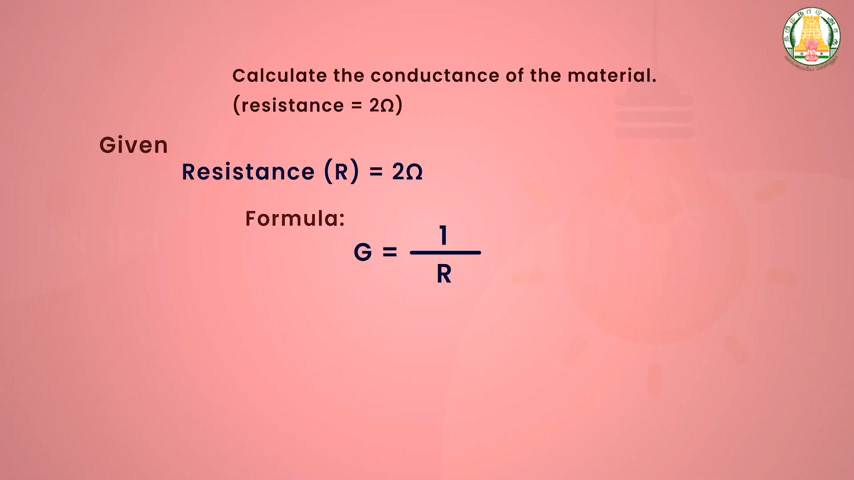 Calculate the conductance of the material.
(resistance = 2Ω)
Given
Resistance (R) = 2Ω
Formula:
G = 1
R